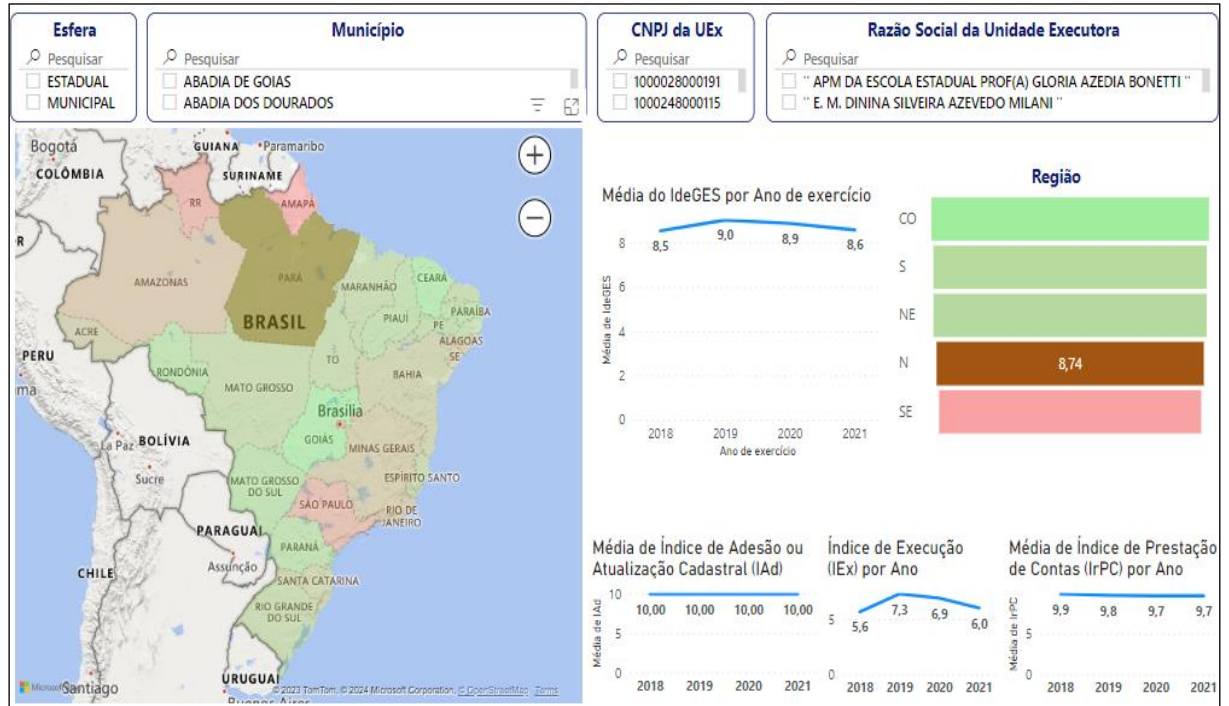 Esfera
Pesquisar
ESTADUAL
MUNICIPAL
Município
Pesquisar
ABADIA DE GOIAS
ABADIA DOS DOURADOS
CNPJ da UEx
Pesquisar
1000028000191
1000248000115
Razão Social da Unidade Executora
Pesquisar
" APM DA ESCOLA ESTADUAL PROF(A) GLORIA AZEDIA BONETTI "
" E. M. DININA SILVEIRA AZEVEDO MILANI "
Bogotá
COLÔMBIA
GUIANA
Paramaribo
SURINAME
RR
AMAPÁ
AMAZONAS
PARÁ
MARANHÃO
CEARÁ
BRASIL
PIAUÍ
PARAÍBA
PE
ALAGOAS
SE
ACRE
TO
PERU
RONDÔNIA
MATO GROSSO
BAHIA
Brasília
GOIÁS
La Paz
BOLÍVIA
MINAS GERAIS
Sucre
MATO GROSSO
DO SUL
ESPÍRITO SANTO
SÃO PAULO
RIO DE
JANEIRO
PARAGUAI
PARANÁ
Assunção
CHILE
SANTA CATARINA
RIO GRANDE
DO SUL
URUGUAI
Santiago
Buenos Aires
Microsoft
© 2023 TomTom, © 2024 Microsoft Corporation, © OpenStreetMap Terms
+
−
Média do IdeGES por Ano de exercício
Média de IdeGES
8
6
4
2
0
8,5
9,0
8,9
8,6
2018
2019
2020
2021
Ano de exercício
Região
CO
S
NE
N
8,74
SE
Média de Índice de Adesão ou
Atualização Cadastral (IAd)
Média de IAd
10
5
0
10,00
10,00
10,00
10,00
2018
2019
2020
2021
Índice de Execução
(IEx) por Ano
5
0
5,6
7,3
6,9
6,0
2018
2019
2020
2021
Média de Índice de Prestação
de Contas (IrPC) por Ano
Média de IrPC
10
5
0
9,9
9,8
9,7
9,7
2018
2019
2020
2021